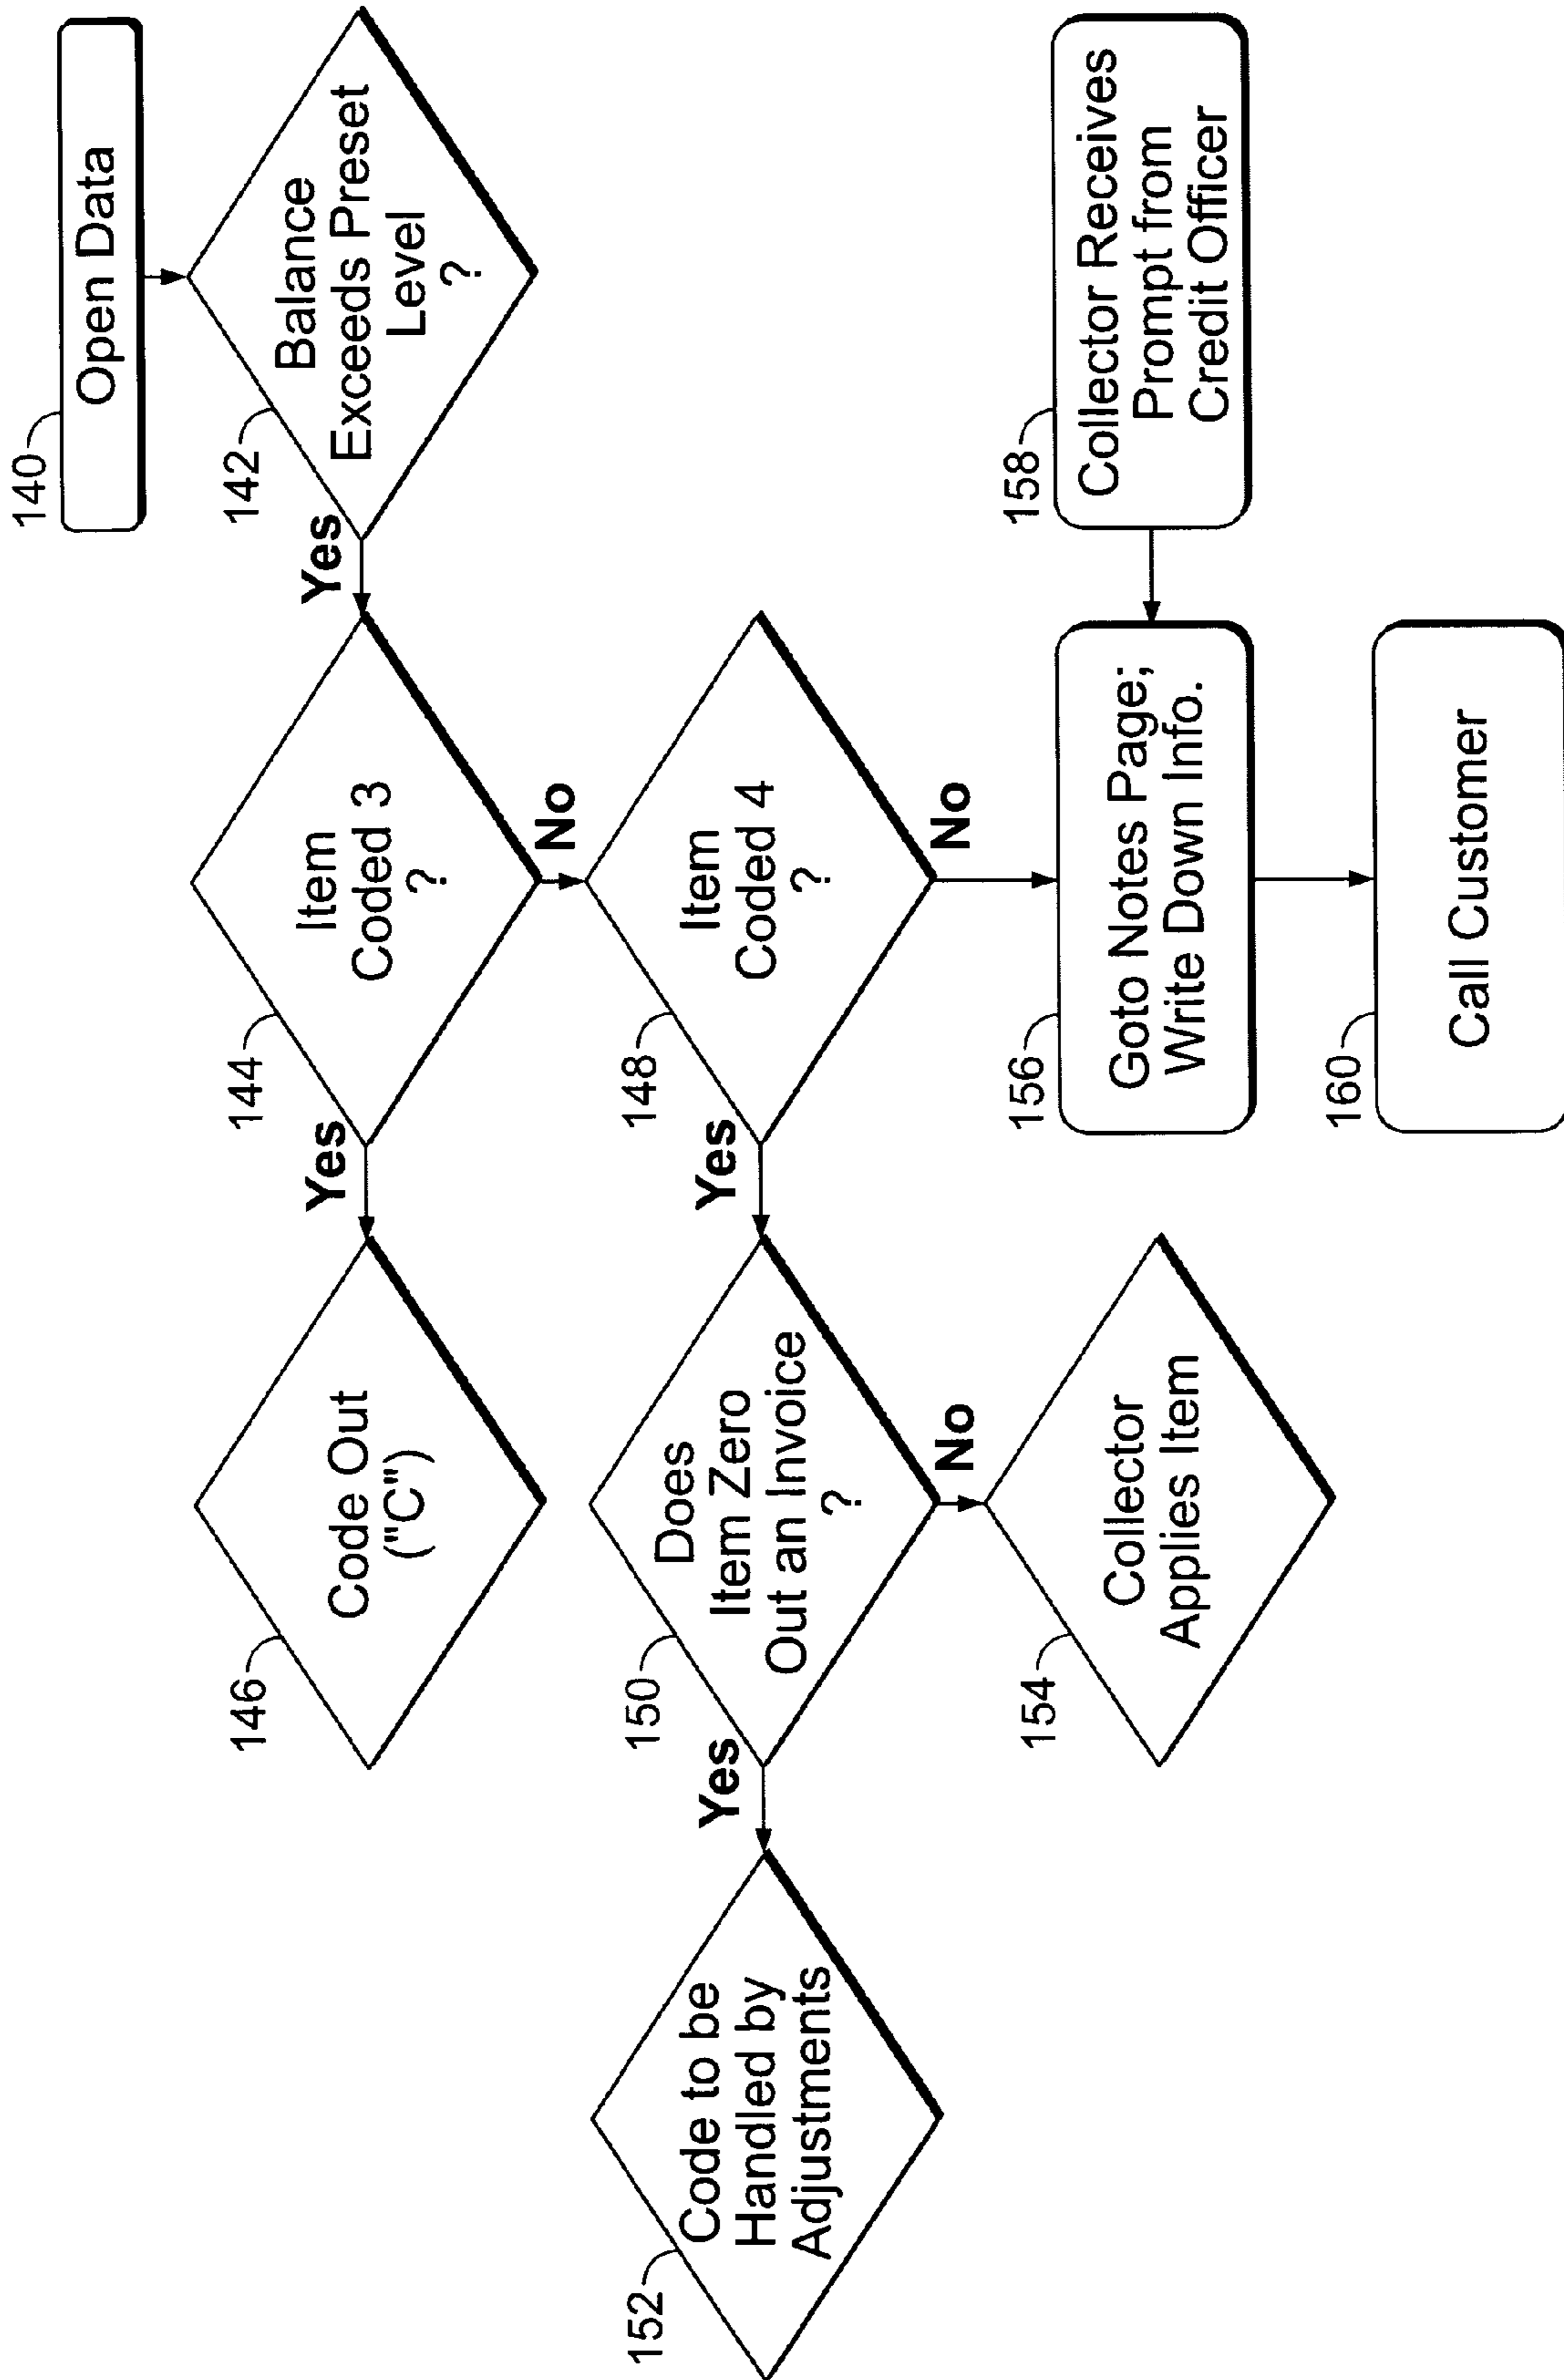 140
Open Data
142
Balance
Exceeds Preset
Level
?
Yes
144
Item
Coded 3
?
Yes
No
146
Code Out
("C")
148
Item
Coded 4
?
Yes
No
150
Does
Item Zero
Out an Invoice
?
Yes
No
152
Code to be
Handled by
Adjustments
154
Collector
Applies Item
156
Goto Notes Page;
Write Down Info.
158
Collector Receives
Prompt from
Credit Officer
160
Call Customer